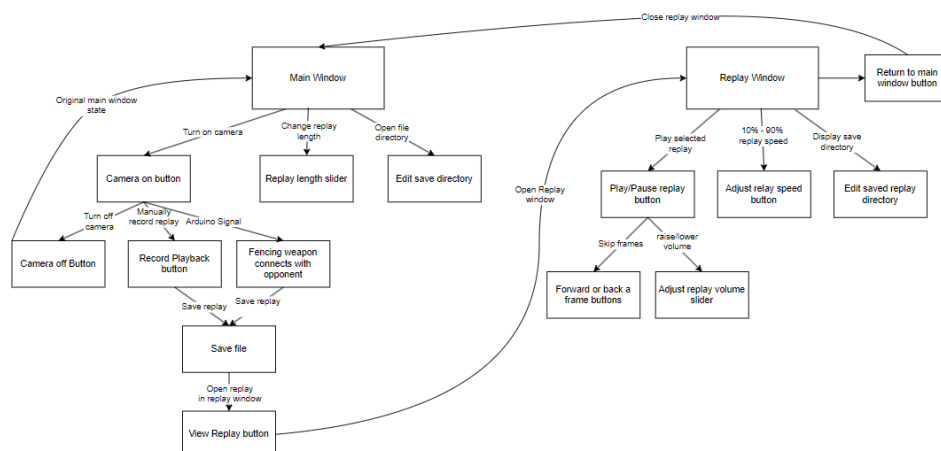 Close replay window
Main Window
Replay Window
Return to main
window button
Original main window
state
Turn on camera
Change replay
length
Open file
directory
Play selected
replay
10% - 90%
replay speed
Display save
directory
Camera on button
Replay length slider
Edit save directory
Open Replay
window
Play/Pause replay
button
Adjust relay speed
button
Edit saved replay
directory
Turn off
camera
Manually
record replay
Arduino Signal
Skip frames
raise/lower
volume
Camera off Button
Record Playback
button
Fencing weapon
connects with
opponent
Forward or back a
frame buttons
Adjust replay volume
slider
Save replay
Save replay
Save file
Open replay
in replay window
View Replay button